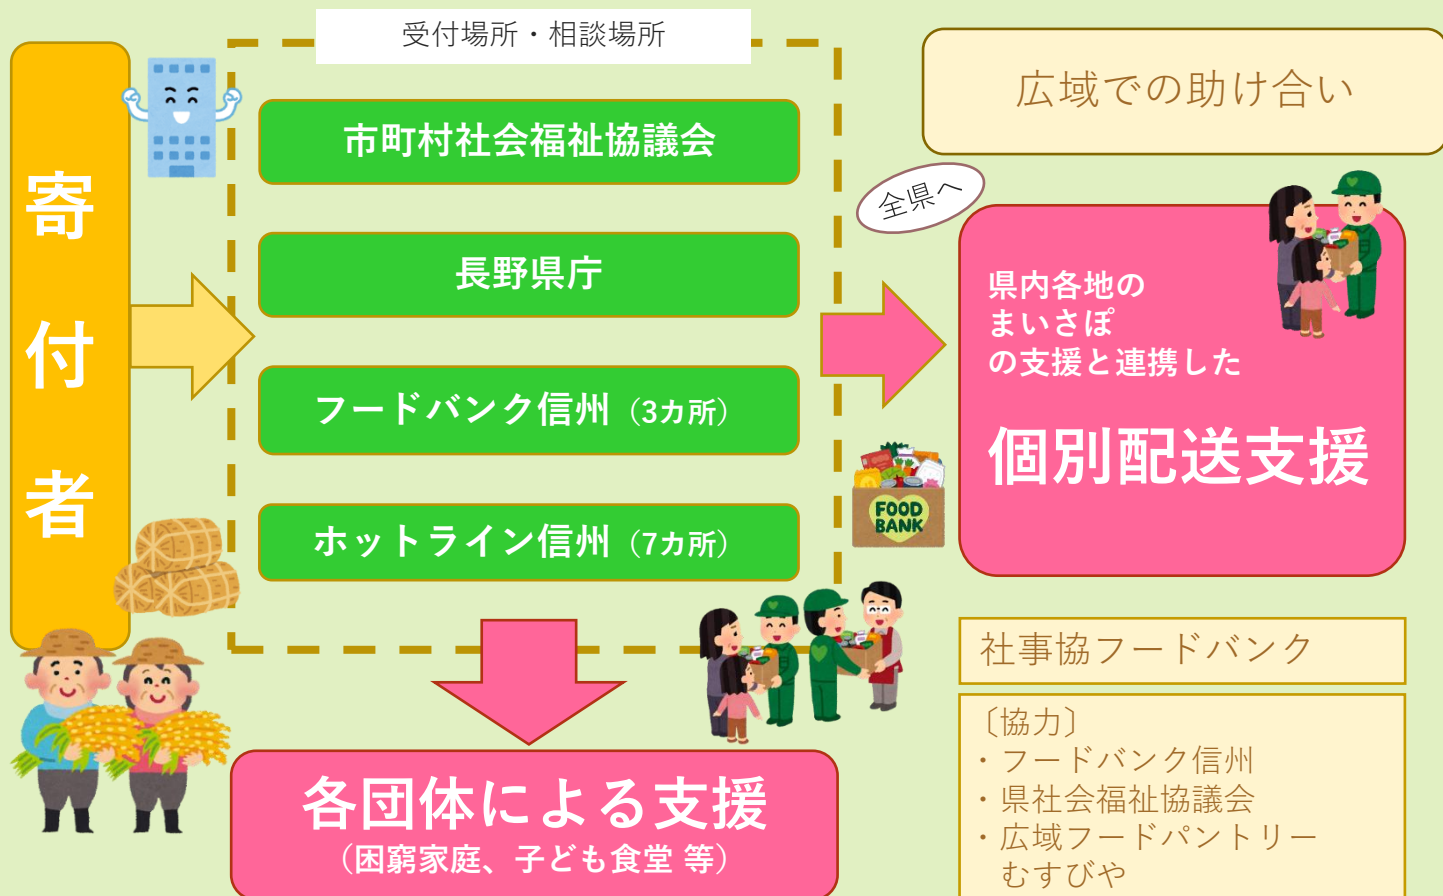 受付場所・相談場所
寄
付
者
市町村社会福祉協議会
長野県庁
フードバンク信州（3カ所）
ホットライン信州（7カ所）
各団体による支援
（困窮家庭、子ども食堂 等）
広域での助け合い
全県へ
県内各地の
まいさぽ
の支援と連携した
個別配送支援
FOOD
BANK
社事協フードバンク
〔協力〕
・フードバンク信州
・県社会福祉協議会
・広域フードパントリー
むすびや